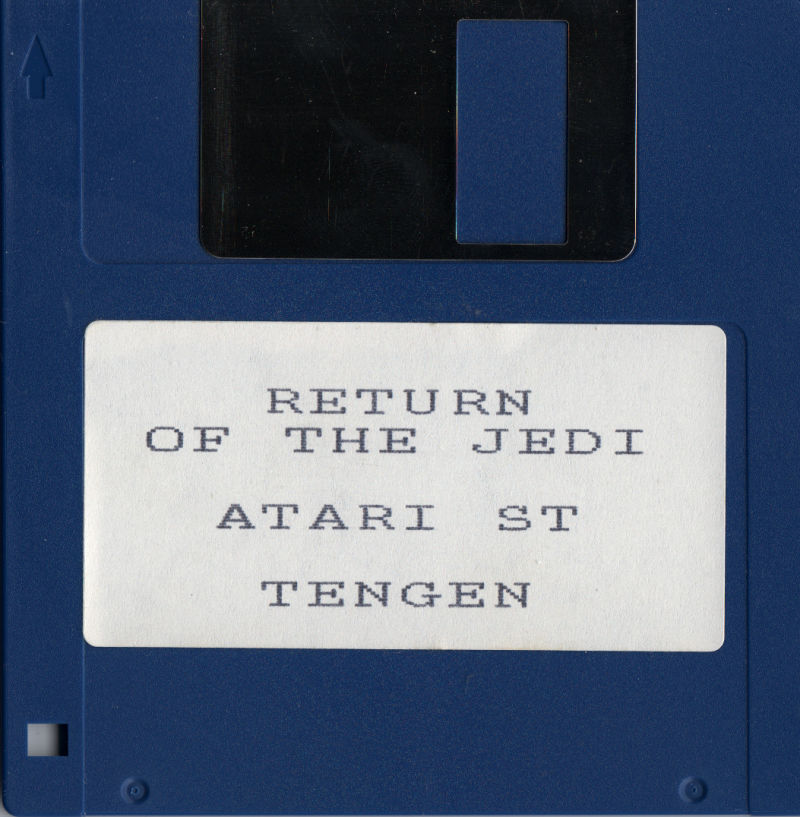 RETURN
OF THE JEDI
ATARI ST
TENGEN